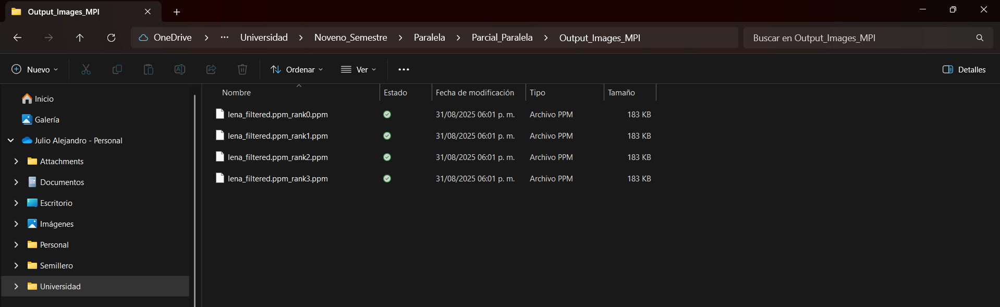 Output_Images_MPI
OneDrive > ... Universidad > Noveno_Semestre > Paralela > Parcial_Paralela > Output_Images_MPI
Buscar en Output_Images_MPI
Nuevo
Ordenar
Ver
Detalles
Inicio
Galería
Julio Alejandro - Personal
Attachments
Documentos
Escritorio
Imágenes
Personal
Semillero
Universidad
Nombre Estado Fecha de modificación Tipo Tamaño
lena_filtered.ppm_rank0.ppm 31/08/2025 06:01 p. m. Archivo PPM 183 KB
lena_filtered.ppm_rank1.ppm 31/08/2025 06:01 p. m. Archivo PPM 183 KB
lena_filtered.ppm_rank2.ppm 31/08/2025 06:01 p. m. Archivo PPM 183 KB
lena_filtered.ppm_rank3.ppm 31/08/2025 06:01 p. m. Archivo PPM 183 KB